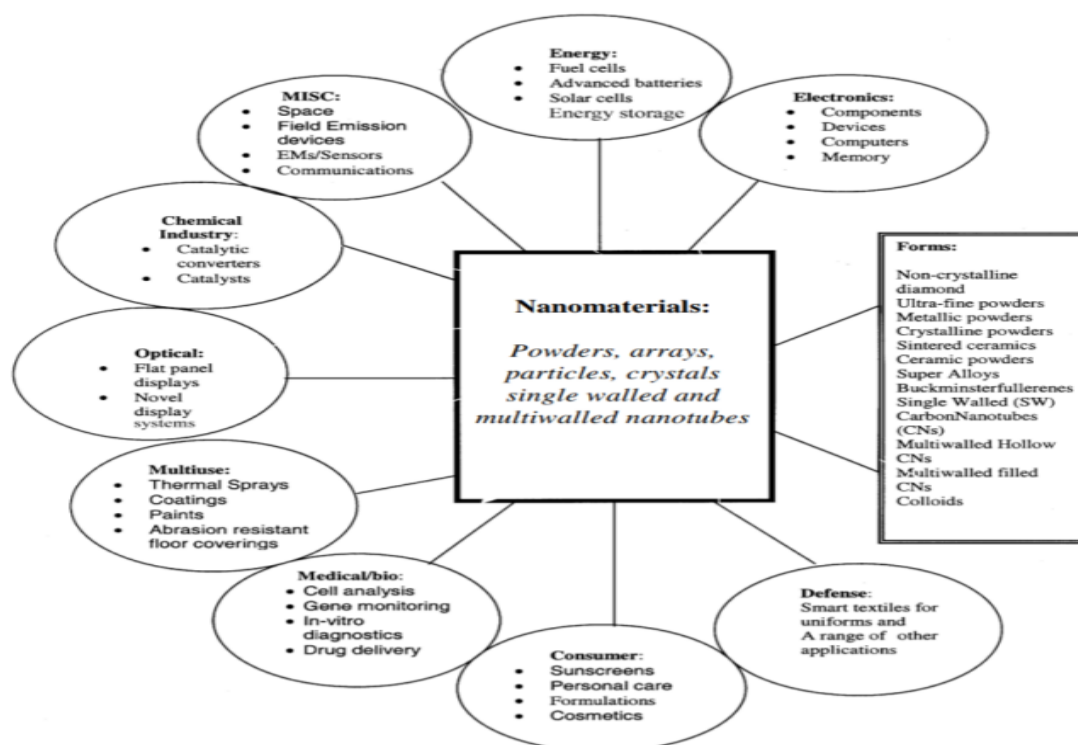 Energy:
• Fuel cells
• Advanced batteries
• Solar cells
Energy storage
MISC:
• Space
• Field Emission
devices
• EMs/Sensors
• Communications
Electronics:
• Components
• Devices
• Computers
• Memory
Chemical
Industry:
• Catalytic
converters
• Catalysts
Nanomaterials:
Powders, arrays,
particles, crystals
single walled and
multiwalled nanotubes
Forms:
Non-crystalline
diamond
Ultra-fine powders
Metallic powders
Crystalline powders
Sintered ceramics
Ceramic powders
Super Alloys
Buckminsterfullerenes
Single Walled (SW)
CarbonNanotubes
(CNs)
Multiwalled Hollow
CNs
Multiwalled filled
CNs
Colloids
Optical:
• Flat panel
displays
• Novel
display
systems
Multiuse:
• Thermal Sprays
• Coatings
• Paints
• Abrasion resistant
floor coverings
Medical/bio:
• Cell analysis
• Gene monitoring
• In-vitro
diagnostics
• Drug delivery
Consumer:
• Sunscreens
• Personal care
• Formulations
• Cosmetics
Defense:
Smart textiles for
uniforms and
A range of other
applications